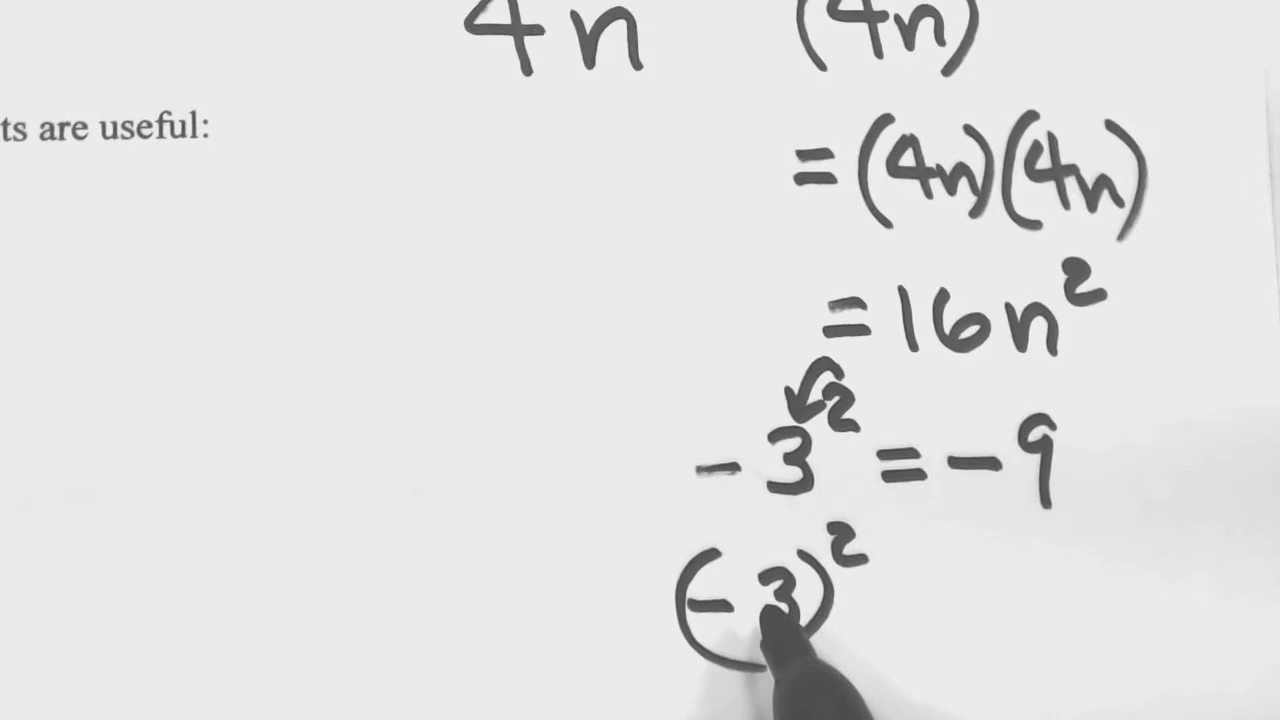 4n (4n)
ts are useful:
= (4n)(4n)
= 16n²
- 3² = - 9
(- 3)²